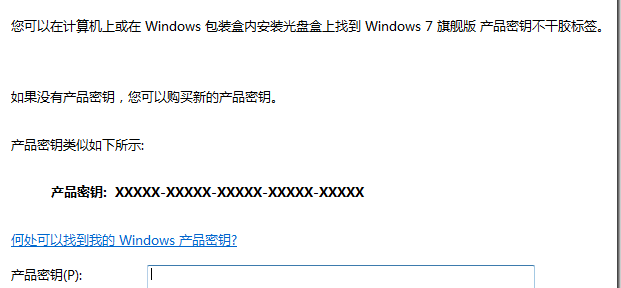 您可以在计算机上或在 Windows 包装盒内安装光盘盒上找到 Windows 7 旗舰版 产品密钥不干胶标签。
如果没有产品密钥，您可以购买新的产品密钥。
产品密钥类似如下所示:
产品密钥: XXXXX-XXXXX-XXXXX-XXXXX-XXXXX
何处可以找到我的 Windows 产品密钥?
产品密钥(P):